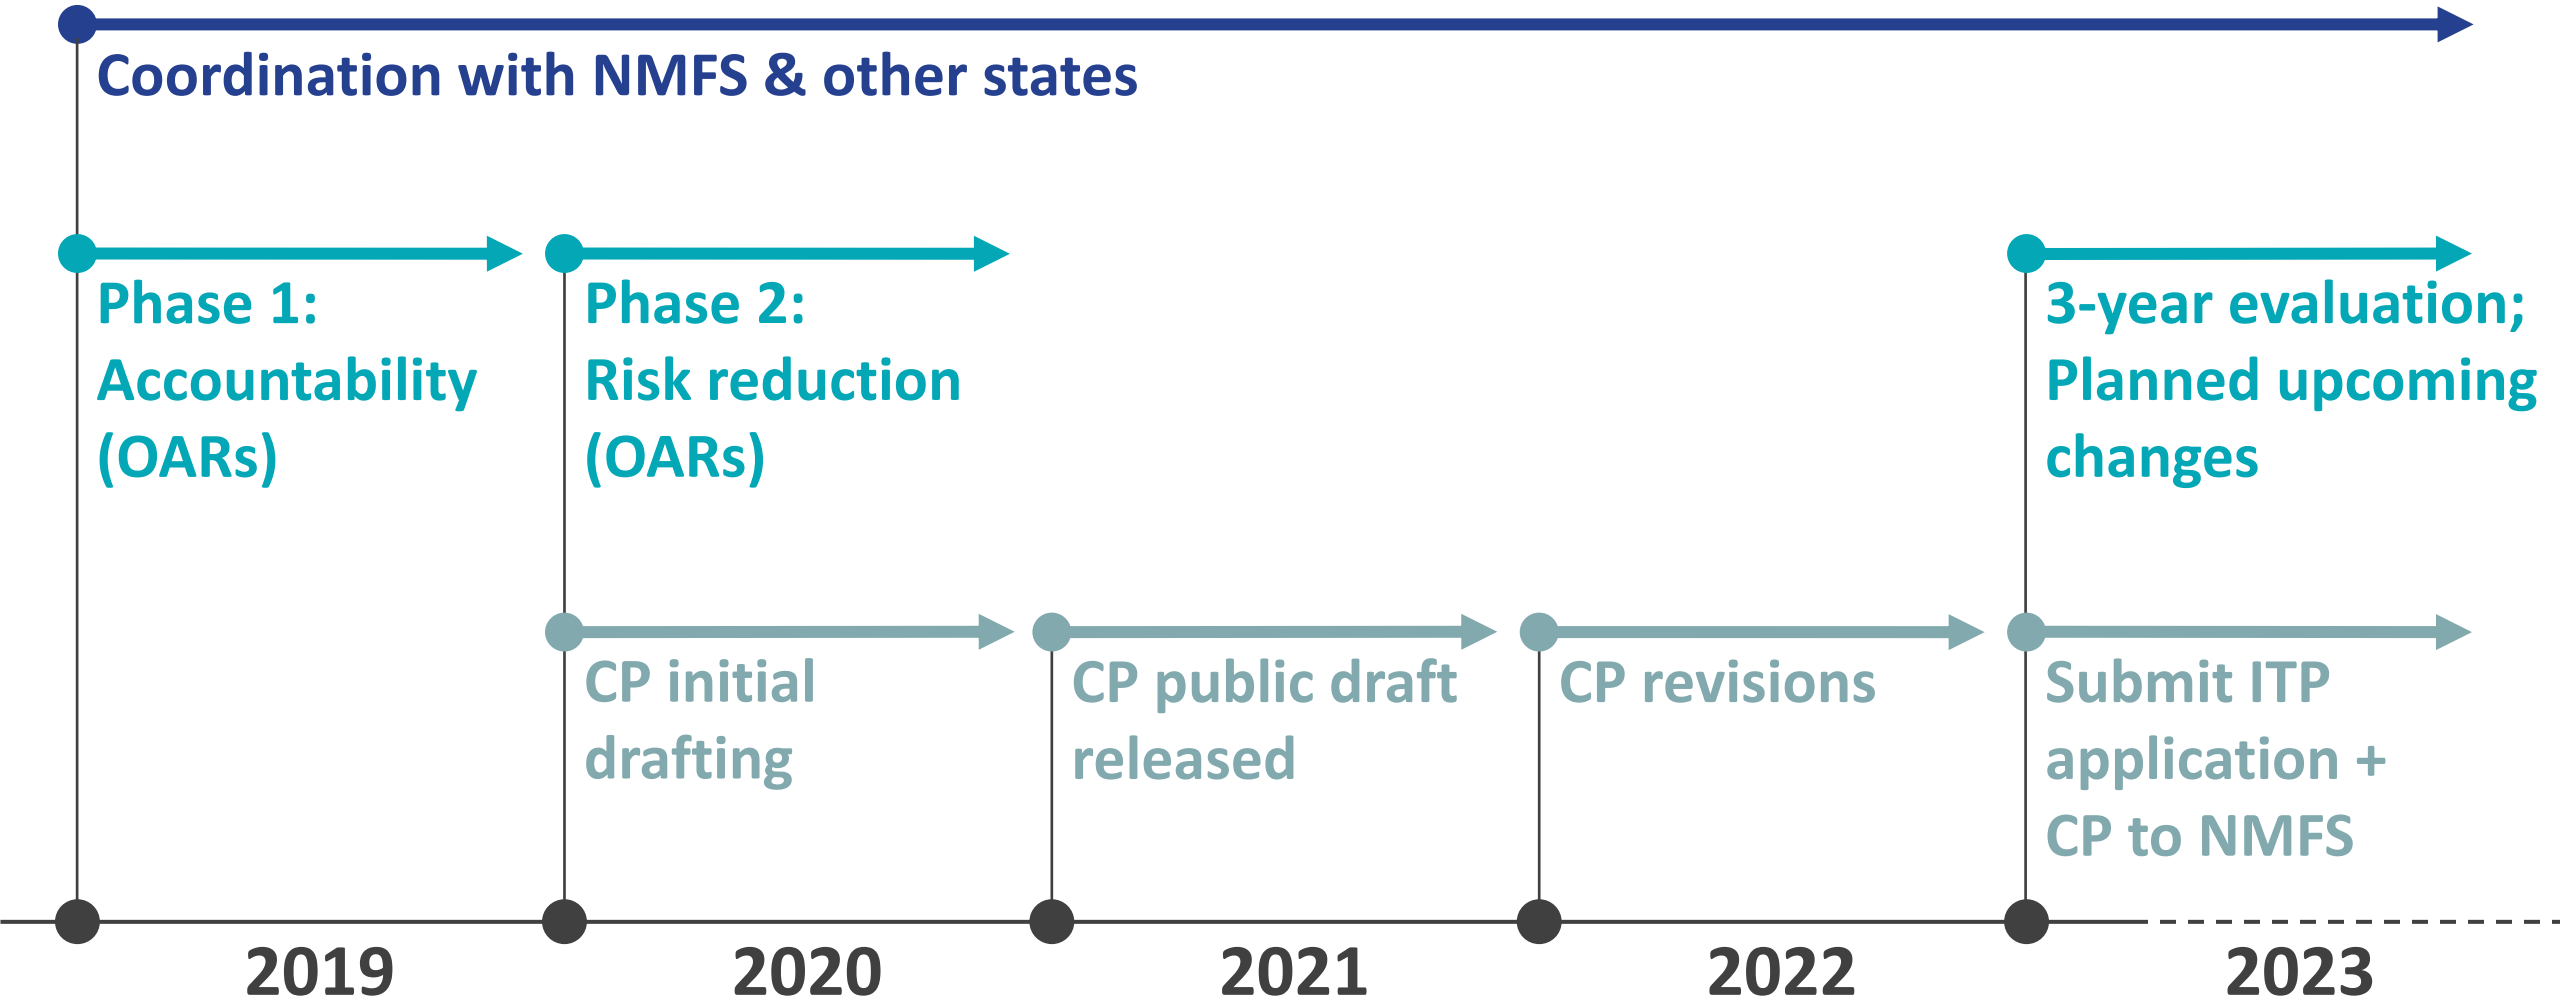 Coordination with NMFS & other states
Phase 1:
Accountability
(OARs)
Phase 2:
Risk reduction
(OARs)
3-year evaluation;
Planned upcoming
changes
CP initial
drafting
CP public draft
released
CP revisions
Submit ITP
application +
CP to NMFS
2019
2020
2021
2022
2023